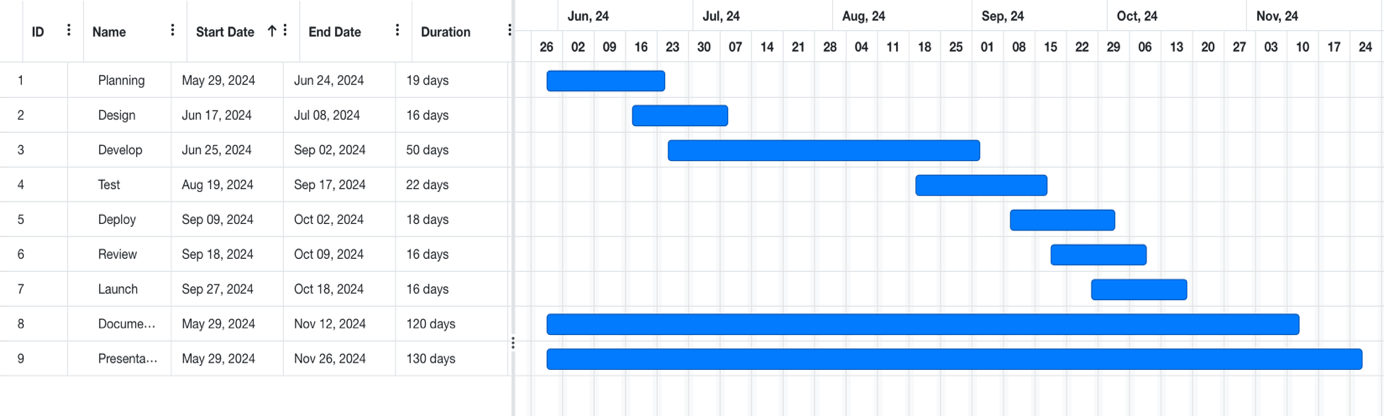 Jun, 24 Jul, 24 Aug, 24 Sep, 24 Oct, 24 Nov, 24
ID Name Start Date End Date Duration
26 02 09 16 23 30 07 14 21 28 04 11 18 25 01 08 15 22 29 06 13 20 27 03 10 17 24
1 Planning May 29, 2024 Jun 24, 2024 19 days
2 Design Jun 17, 2024 Jul 08, 2024 16 days
3 Develop Jun 25, 2024 Sep 02, 2024 50 days
4 Test Aug 19, 2024 Sep 17, 2024 22 days
5 Deploy Sep 09, 2024 Oct 02, 2024 18 days
6 Review Sep 18, 2024 Oct 09, 2024 16 days
7 Launch Sep 27, 2024 Oct 18, 2024 16 days
8 Docume... May 29, 2024 Nov 12, 2024 120 days
9 Presenta... May 29, 2024 Nov 26, 2024 130 days